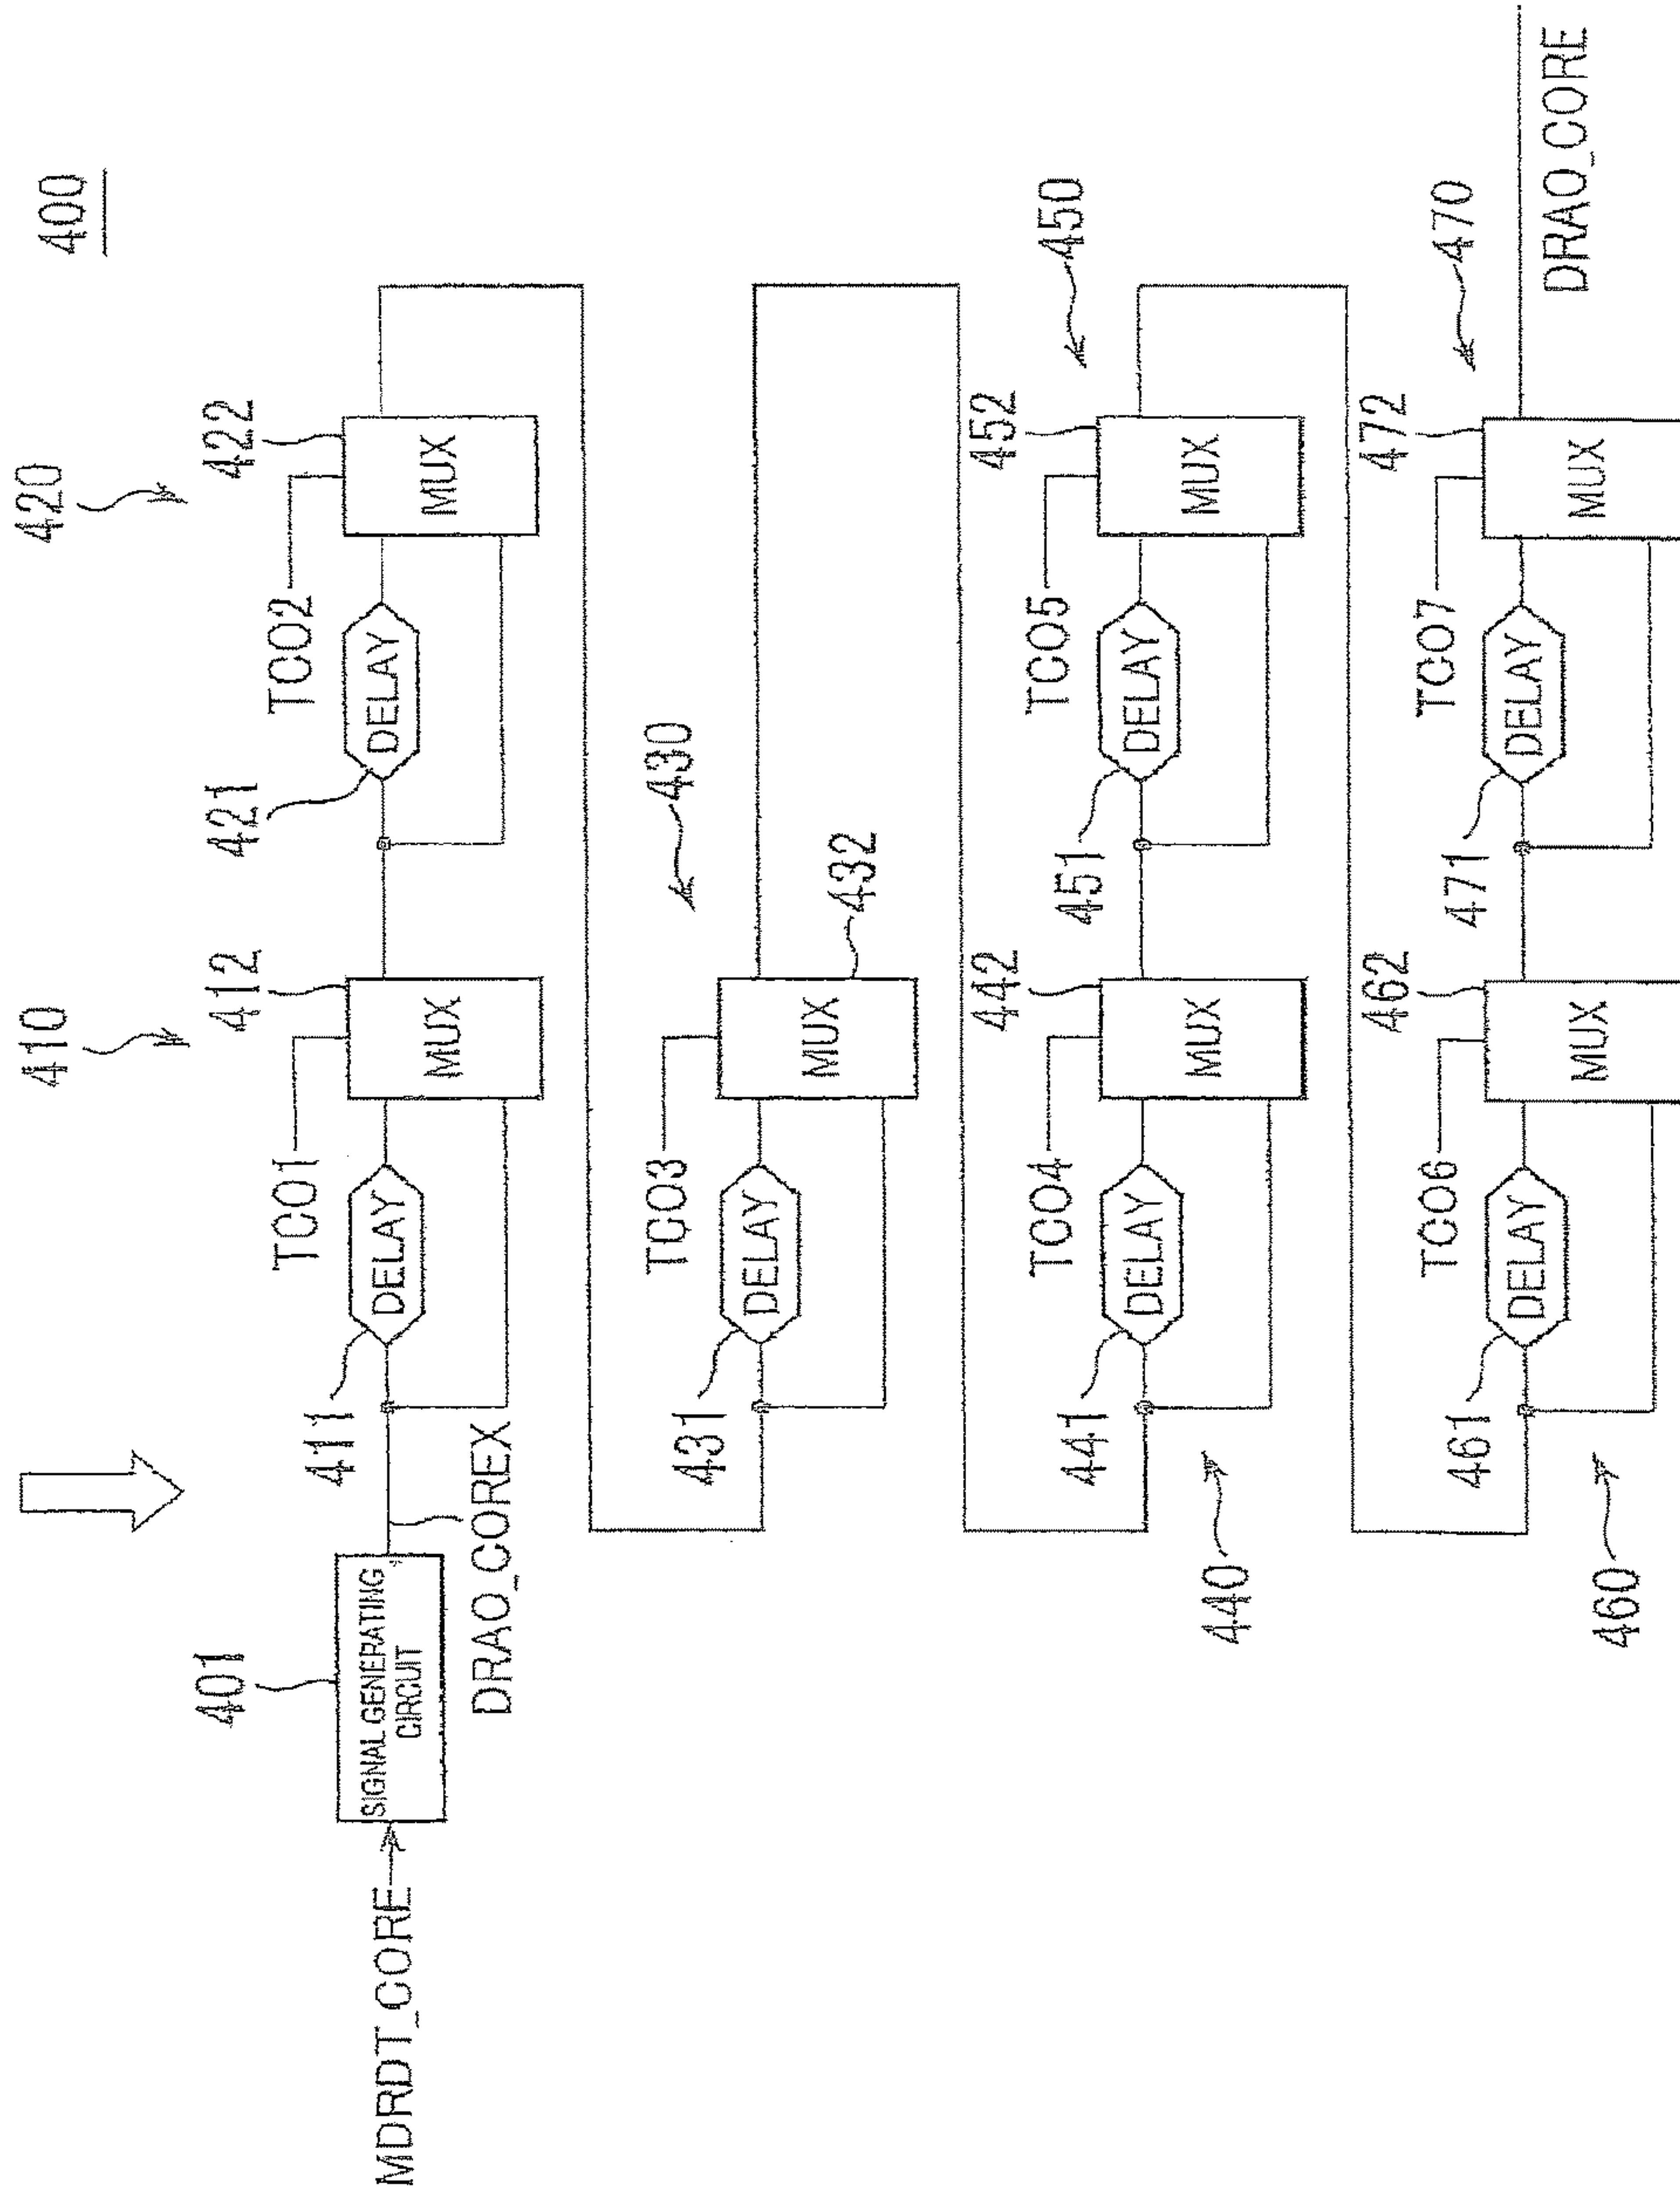 400
410
420
401
411
412
421
422
TCO1
TCO2
MDRDT_CORE
SIGNAL GENERATING
CIRCUIT
DELAY
MUX
DELAY
MUX
DRAO_COREX
430
431
TCO3
DELAY
MUX
432
440
441
442
450
451
452
TCO4
TCO5
DELAY
MUX
DELAY
MUX
460
461
462
470
471
472
TCO6
TCO7
DELAY
MUX
DELAY
MUX
DRAO_CORE